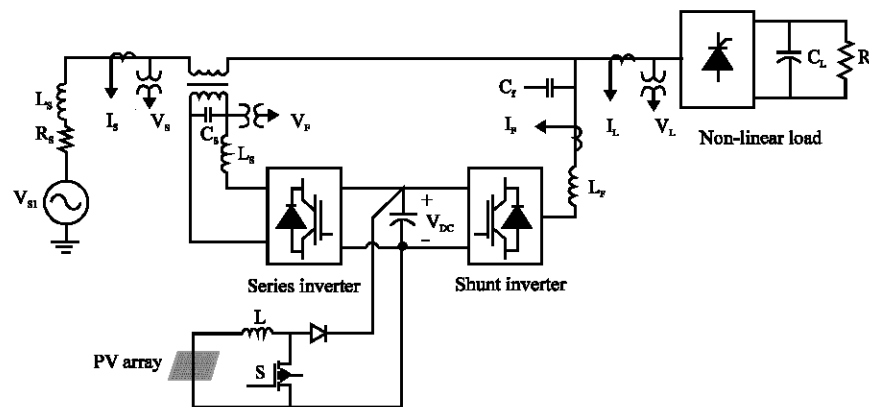 L_S
R_S
V_S1
I_S
V_S
C_s
V_F
L_S
C_f
I_F
I_L
V_L
L_F
C_L
R
Non-linear load
+
V_DC
−
Series inverter
Shunt inverter
L
S
PV array